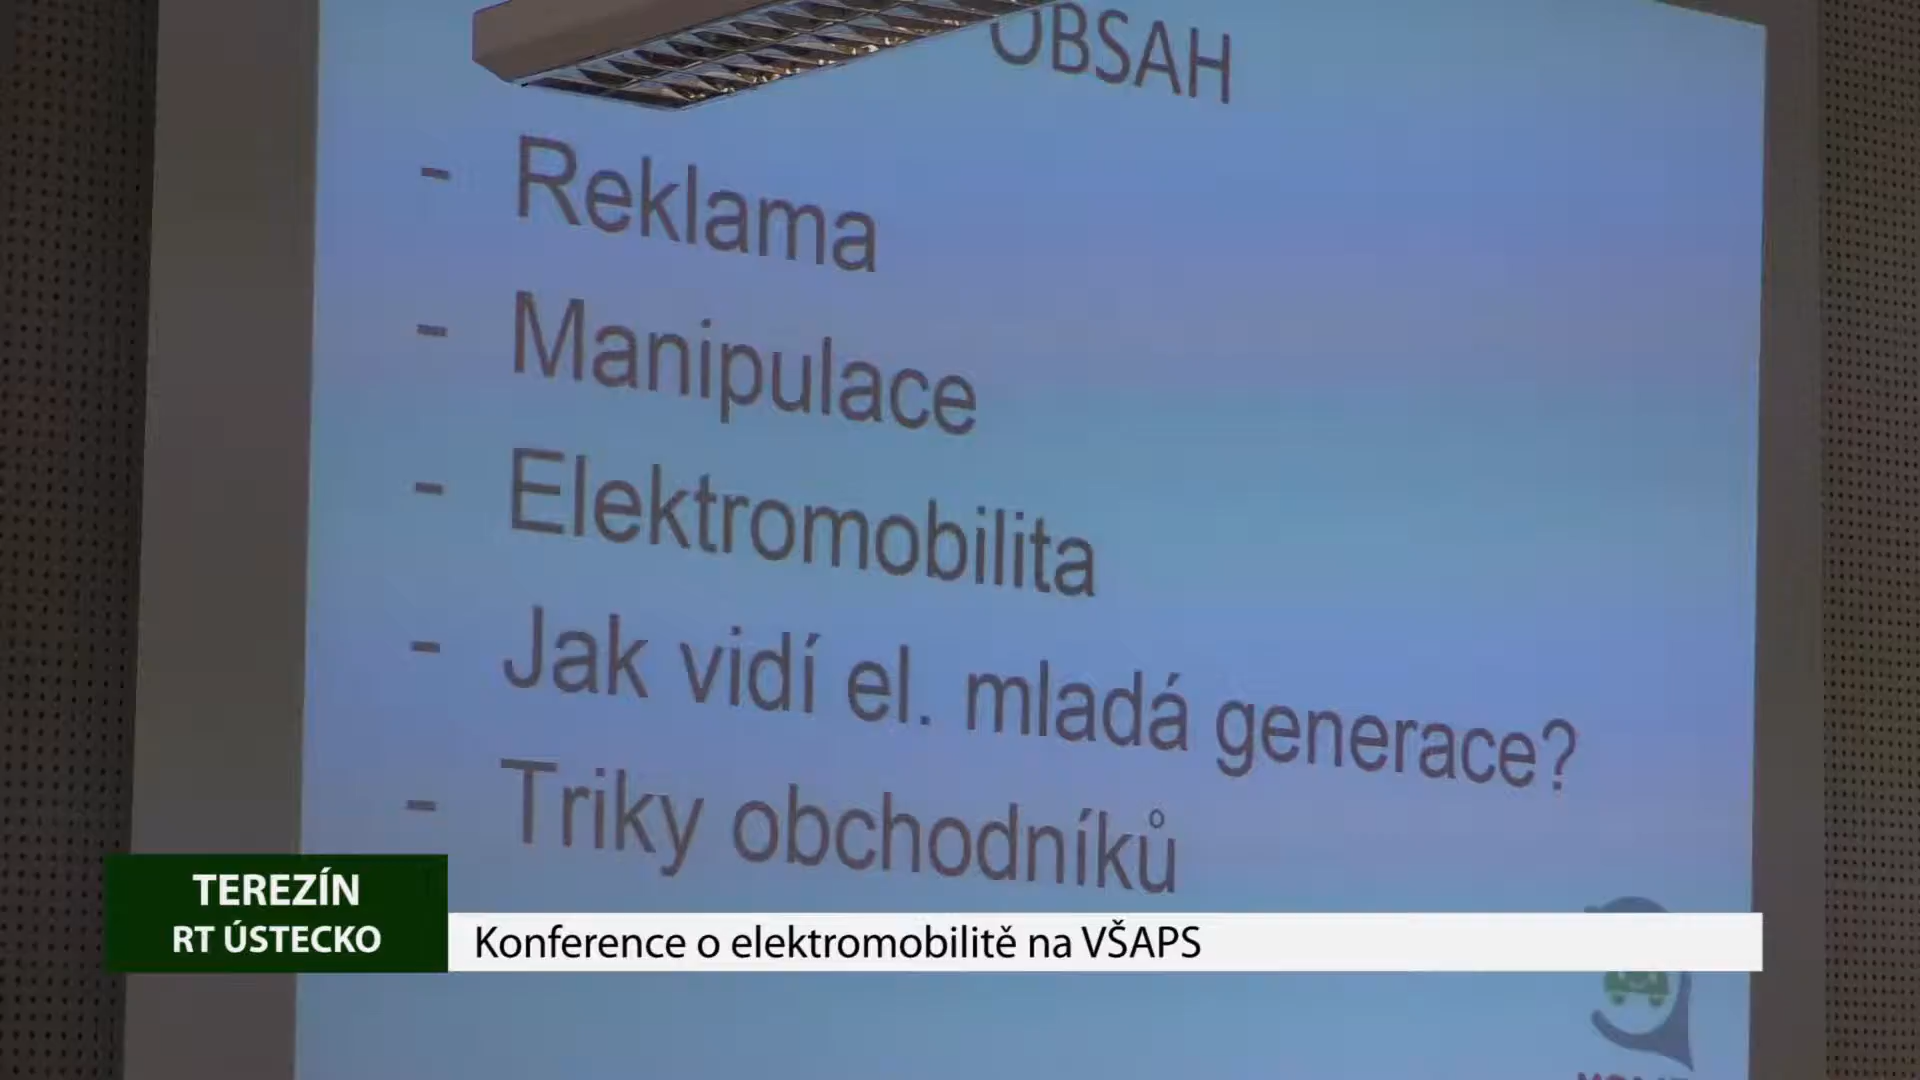 OBSAH
- Reklama
- Manipulace
- Elektromobilita
- Jak vidí el. mladá generace?
- Triky obchodníků
TEREZÍN
RT ÚSTECKO
Konference o elektromobilitě na VŠAPS